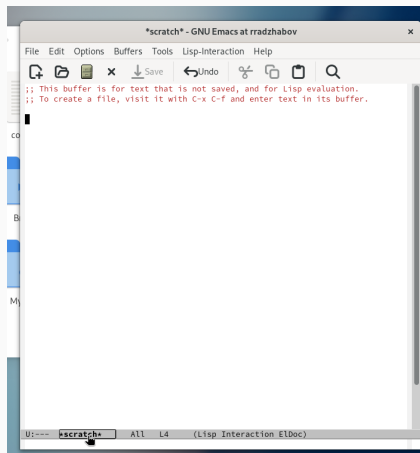 *scratch* - GNU Emacs at rradzhabov
File Edit Options Buffers Tools Lisp-Interaction Help
Save Undo
;; This buffer is for text that is not saved, and for Lisp evaluation.
;; To create a file, visit it with C-x C-f and enter text in its buffer.
co
B
My
U:--- *scratch* All L4 (Lisp Interaction ElDoc)